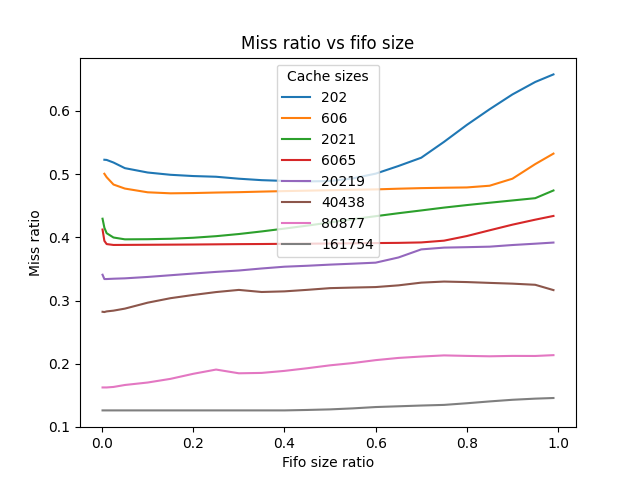 Miss ratio vs fifo size
Cache sizes
202
606
2021
6065
20219
40438
80877
161754
Miss ratio
0.6
0.5
0.4
0.3
0.2
0.1
0.0 0.2 0.4 0.6 0.8 1.0
Fifo size ratio